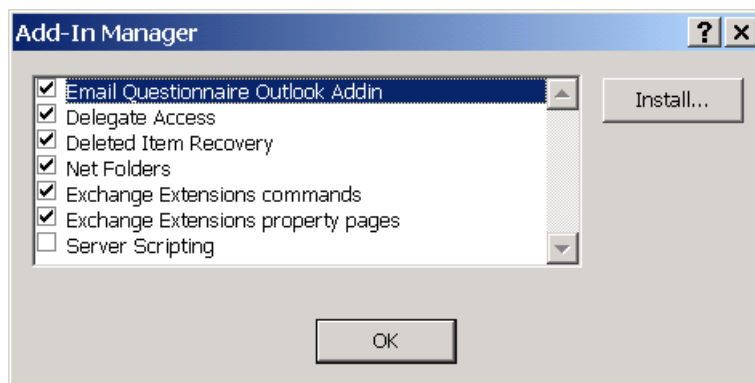 Add-In Manager
Email Questionnaire Outlook Addin
Install...
Delegate Access
Deleted Item Recovery
Net Folders
Exchange Extensions commands
Exchange Extensions property pages
Server Scripting
OK